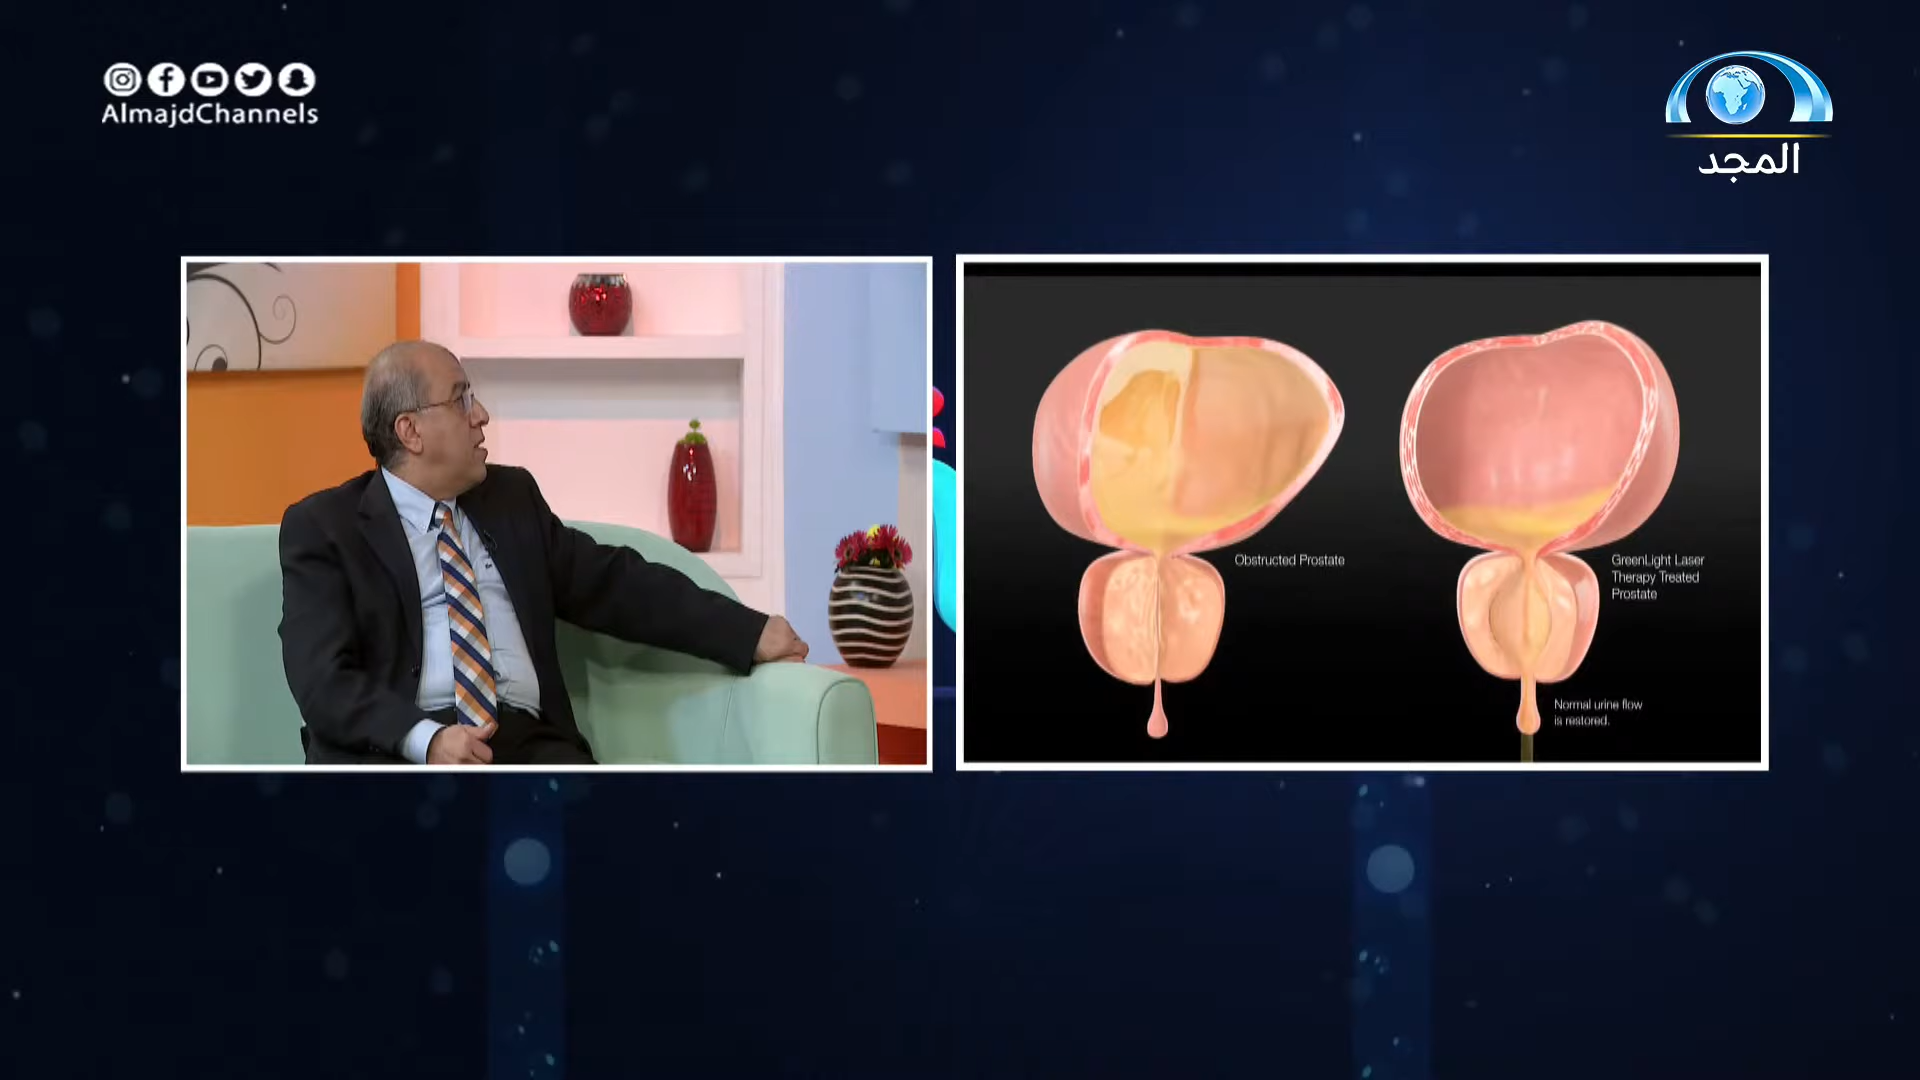 AlmajdChannels
المجد
Obstructed Prostate
GreenLight Laser
Therapy Treated
Prostate
Normal urine flow
is restored.